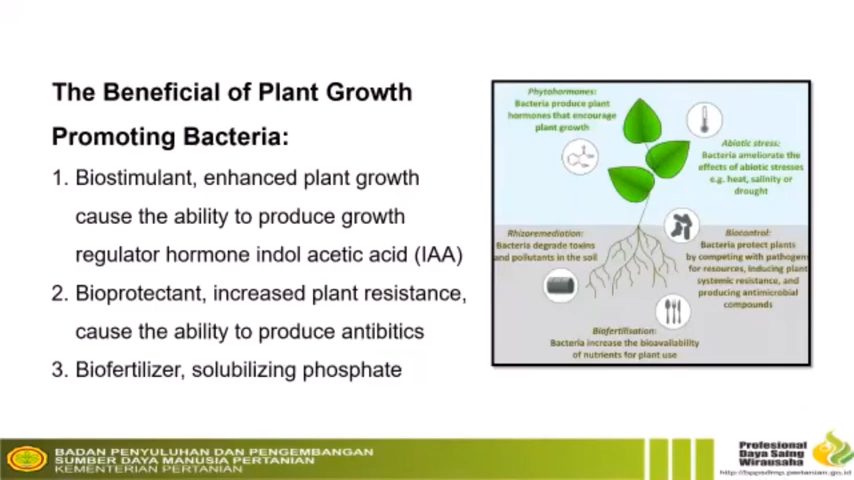 The Beneficial of Plant Growth
Promoting Bacteria:
1. Biostimulant, enhanced plant growth
cause the ability to produce growth
regulator hormone indol acetic acid (IAA)
2. Bioprotectant, increased plant resistance,
cause the ability to produce antibitics
3. Biofertilizer, solubilizing phosphate
Phytohormones:
Bacteria produce plant
hormones that encourage
plant growth
Abiotic stress:
Bacteria ameliorate the
effects of abiotic stresses
e.g. heat, salinity or
drought
Rhizoremediation:
Bacteria degrade toxins
and pollutants in the soil
Biocontrol:
Bacteria protect plants
by competing with pathogens
for resources, inducing plant
systemic resistance, and
producing antimicrobial
compounds
Biofertilisation:
Bacteria increase the bioavailability
of nutrients for plant use
BADAN PENYULUHAN DAN PENGEMBANGAN
SUMBER DAYA MANUSIA PERTANIAN
KEMENTERIAN PERTANIAN
Profesional
Daya Saing
Wirausaha
http://bppsdmp.pertanian.go.id